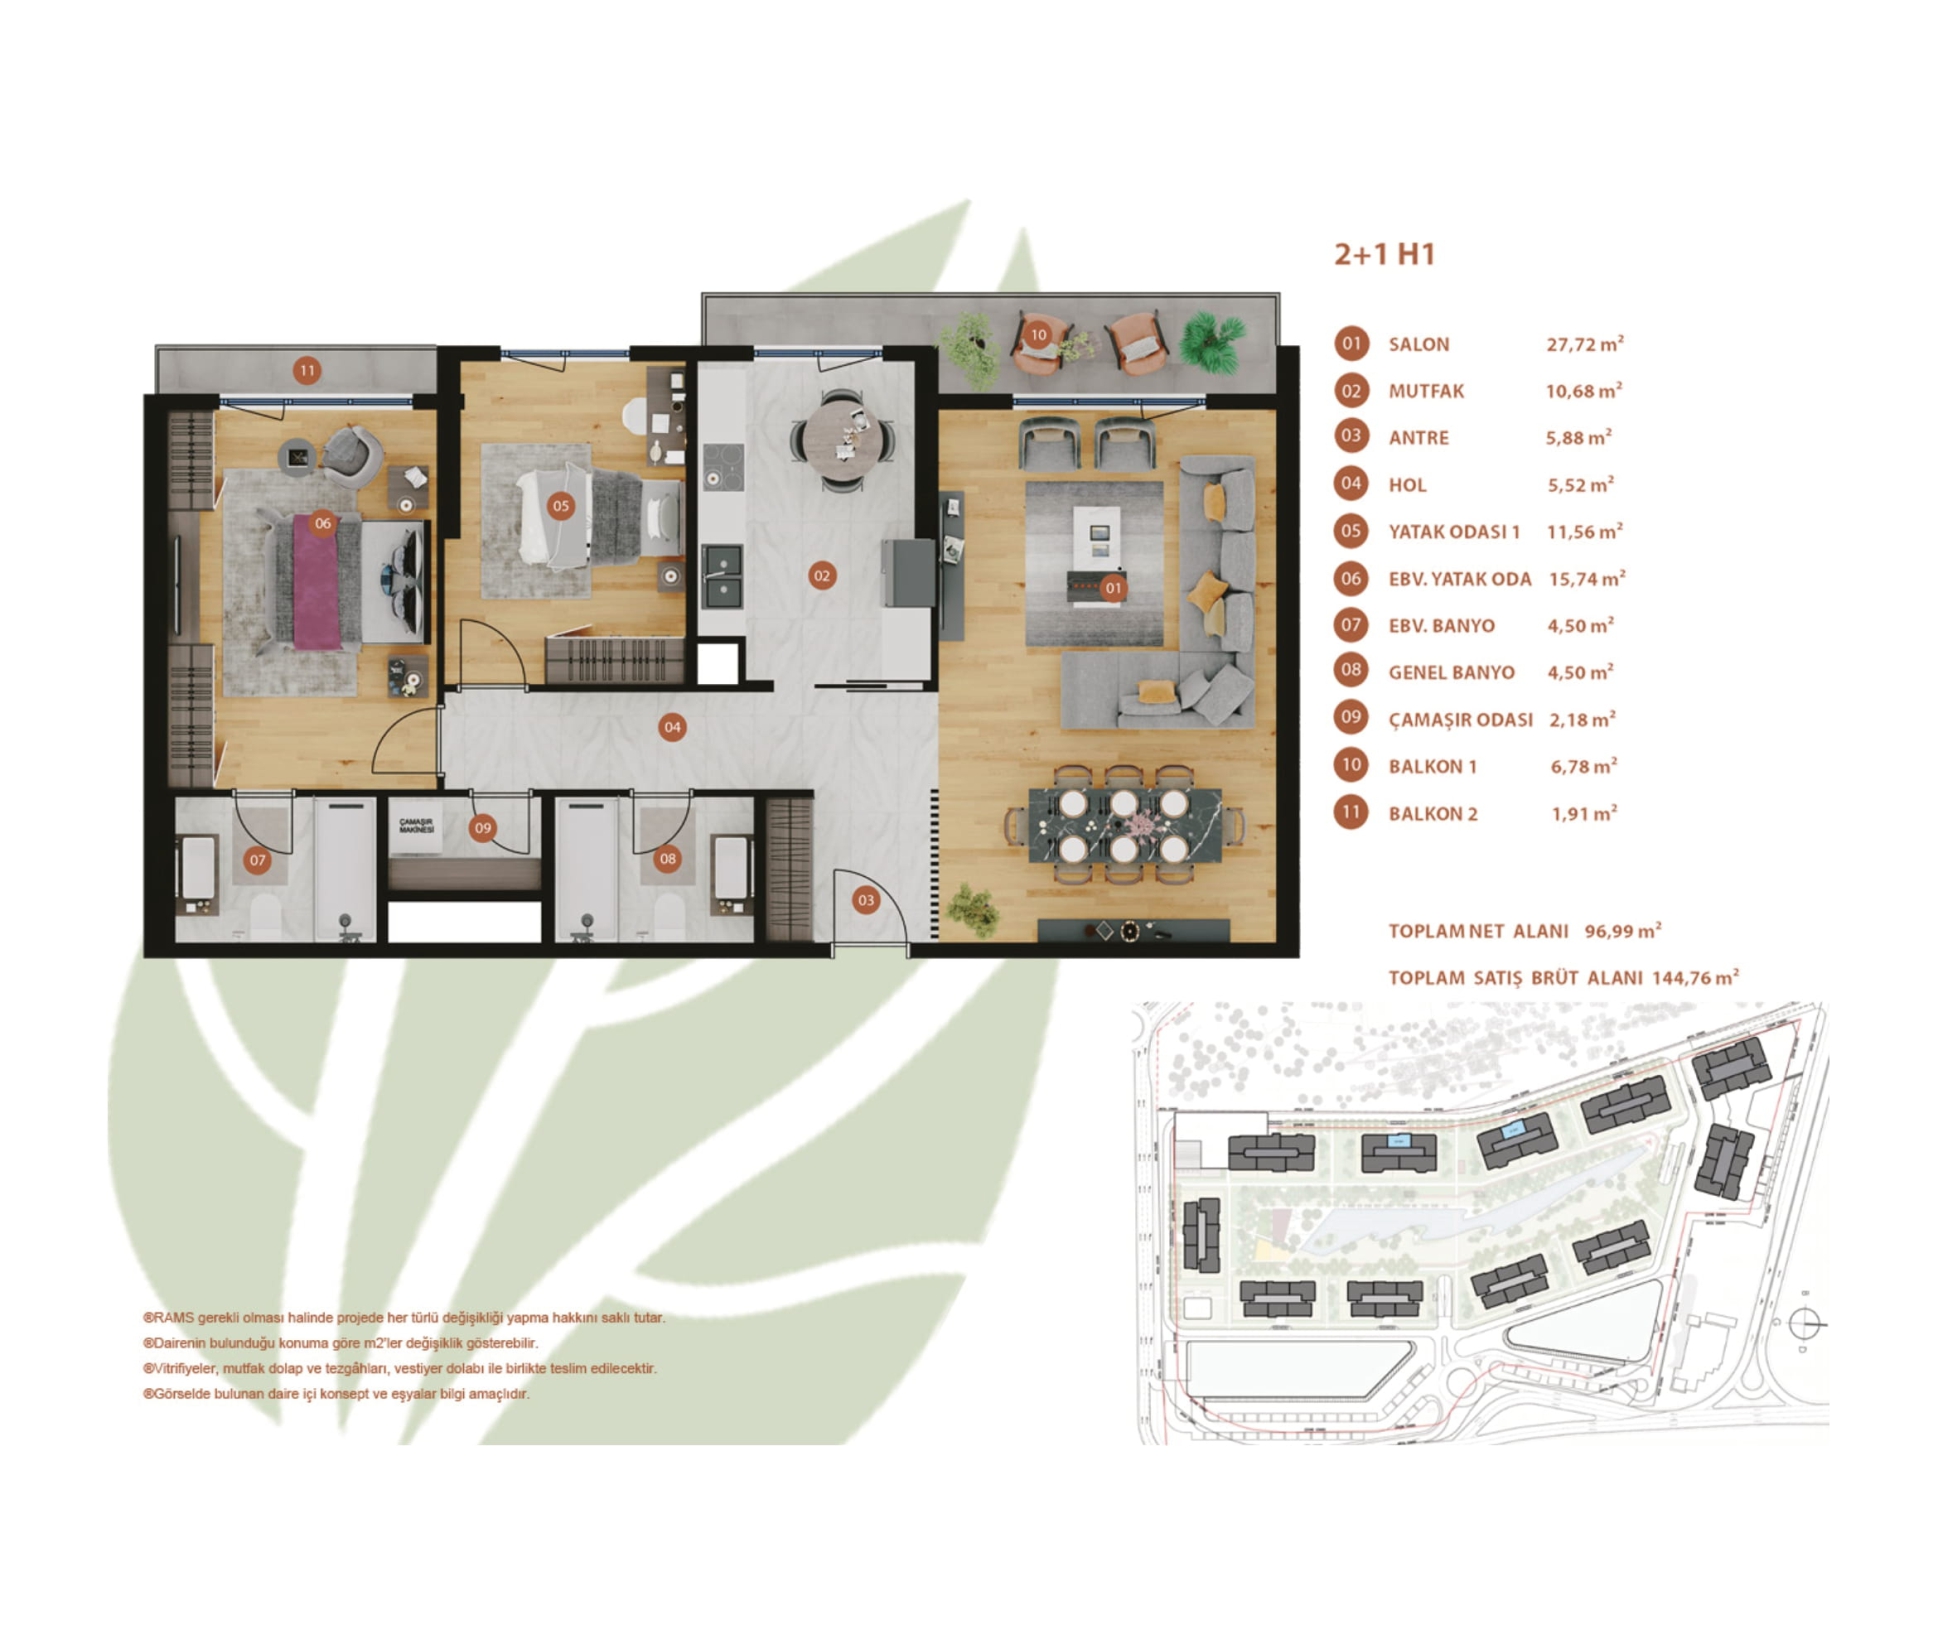 2+1 H1
01 SALON 27,72 m²
02 MUTFAK 10,68 m²
03 ANTRE 5,88 m²
04 HOL 5,52 m²
05 YATAK ODASI 1 11,56 m²
06 EBV. YATAK ODA 15,74 m²
07 EBV. BANYO 4,50 m²
08 GENEL BANYO 4,50 m²
09 ÇAMAŞIR ODASI 2,18 m²
10 BALKON 1 6,78 m²
11 BALKON 2 1,91 m²
TOPLAM NET ALANI 96,99 m²
TOPLAM SATIŞ BRÜT ALANI 144,76 m²
10
11
05
06
02
01
04
ÇAMAŞIR
MAKİNESİ
09
07
08
03
®RAMS gerekli olması halinde projede her türlü değişikliği yapma hakkını saklı tutar.
®Dairenin bulunduğu konuma göre m2'ler değişiklik gösterebilir.
®Vitrifiyeler, mutfak dolap ve tezgâhları, vestiyer dolabı ile birlikte teslim edilecektir.
®Görselde bulunan daire içi konsept ve eşyalar bilgi amaçlıdır.